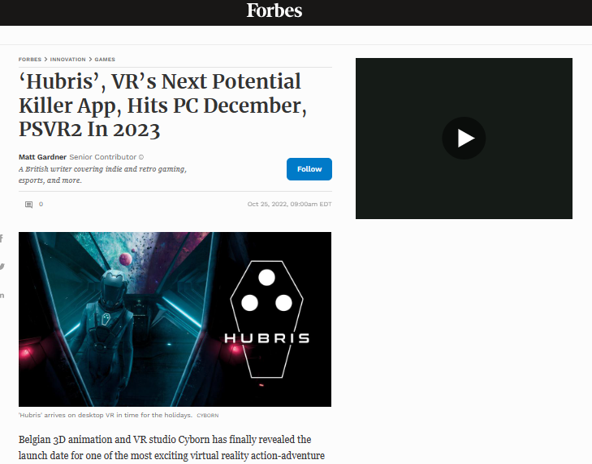 Forbes
FORBES > INNOVATION > GAMES
‘Hubris’, VR’s Next Potential
Killer App, Hits PC December,
PSVR2 In 2023
Matt Gardner Senior Contributor
A British writer covering indie and retro gaming,
esports, and more.
Follow
0
Oct 25, 2022, 09:00am EDT
HUBRIS
'Hubris' arrives on desktop VR in time for the holidays. CYBORN
Belgian 3D animation and VR studio Cyborn has finally revealed the
launch date for one of the most exciting virtual reality action-adventure